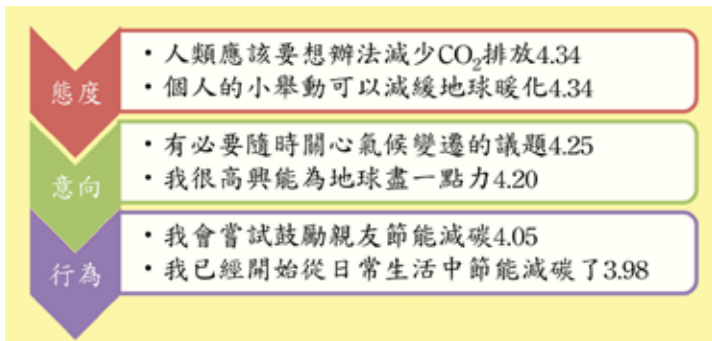 態度
・人類應該要想辦法減少CO₂排放4.34
・個人的小舉動可以減緩地球暖化4.34
意向
・有必要隨時關心氣候變遷的議題4.25
・我很高興能為地球盡一點力4.20
行為
・我會嘗試鼓勵親友節能減碳4.05
・我已經開始從日常生活中節能減碳了3.98